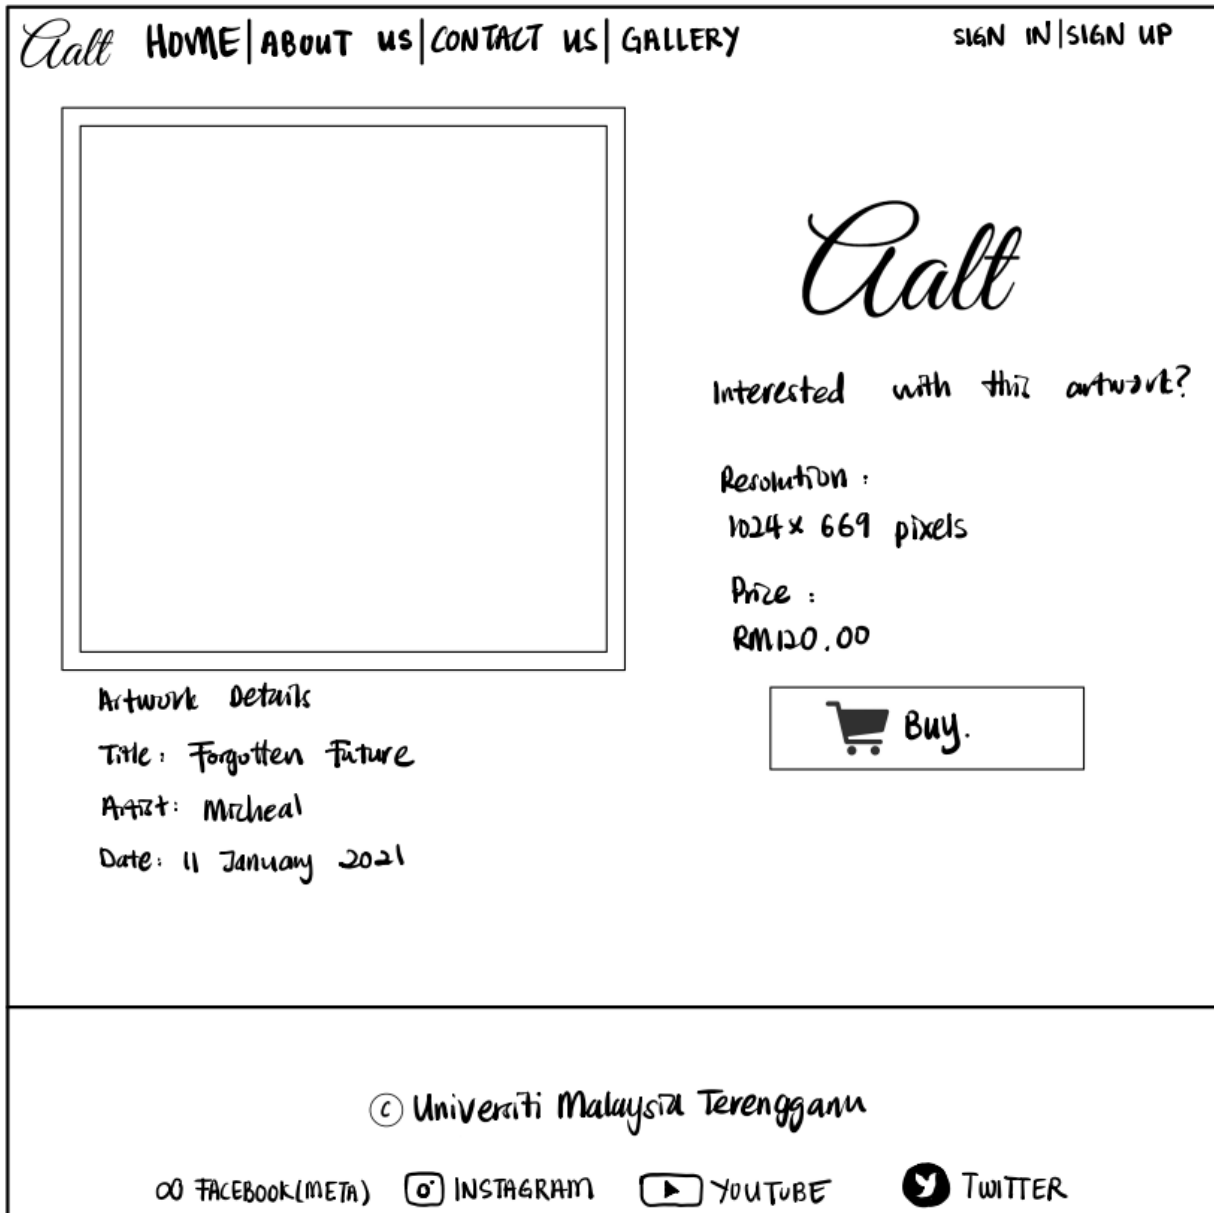 Aalt HOME | ABOUT US | CONTACT US | GALLERY SIGN IN | SIGN UP
Aalt
Interested with this artwork?
Resolution :
1024 x 669 pixels
Price :
RM120.00
Buy.
Artwork Details
Title: Forgotten Future
Artist: Micheal
Date: 11 January 2021
© Universiti Malaysia Terengganu
FACEBOOK(META) INSTAGRAM YOUTUBE TWITTER